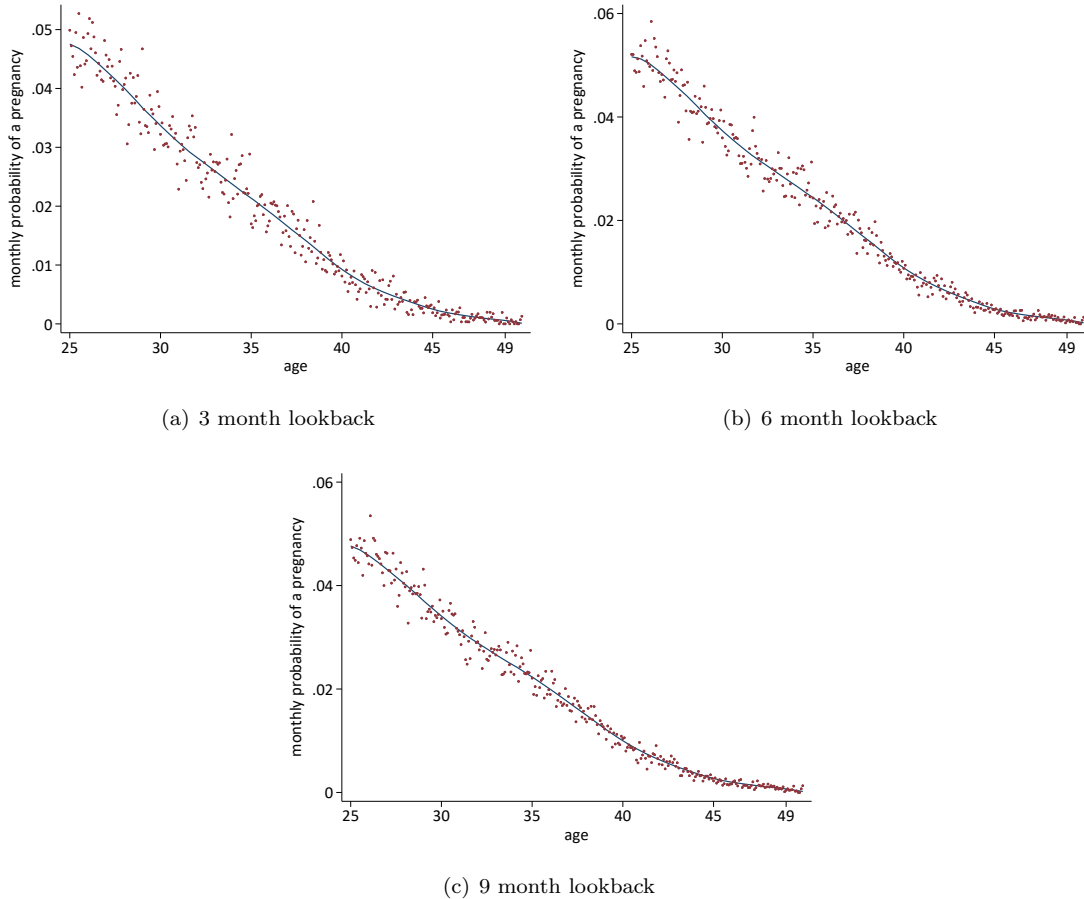 monthly probability of a pregnancy
.05
.04
.03
.02
.01
0
25 30 35 40 45 49
age
(a) 3 month lookback
monthly probability of a pregnancy
.06
.04
.02
0
25 30 35 40 45 49
age
(b) 6 month lookback
monthly probability of a pregnancy
.06
.04
.02
0
25 30 35 40 45 49
age
(c) 9 month lookback